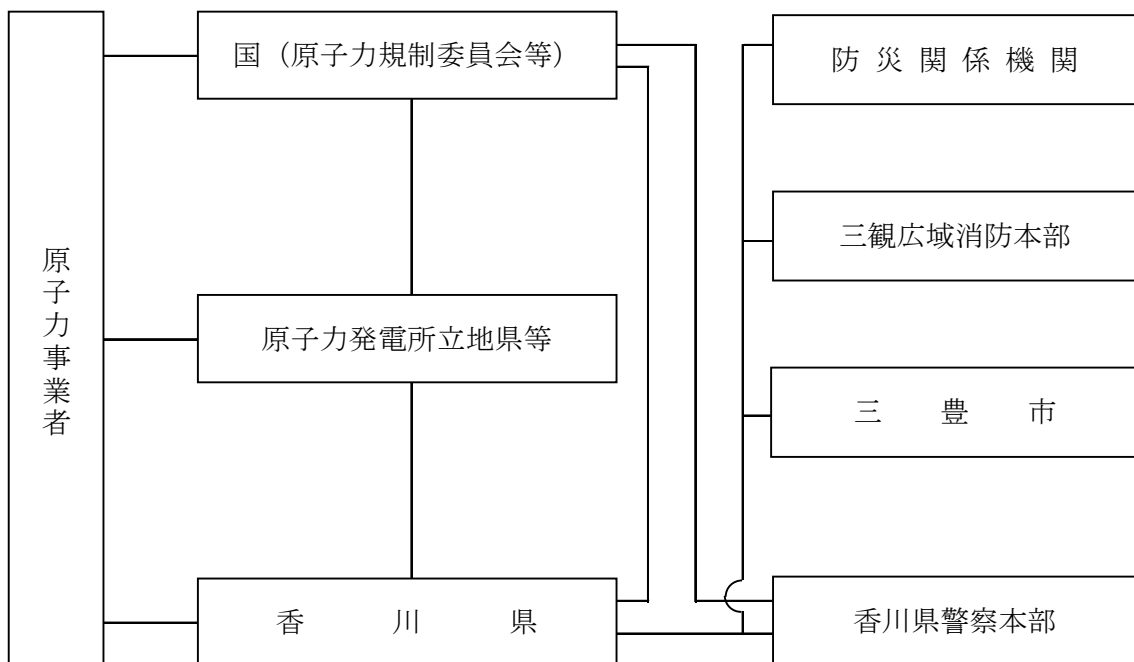 原子力事業者
国（原子力規制委員会等）
原子力発電所立地県等
香川県
防災関係機関
三観広域消防本部
三豊市
香川県警察本部